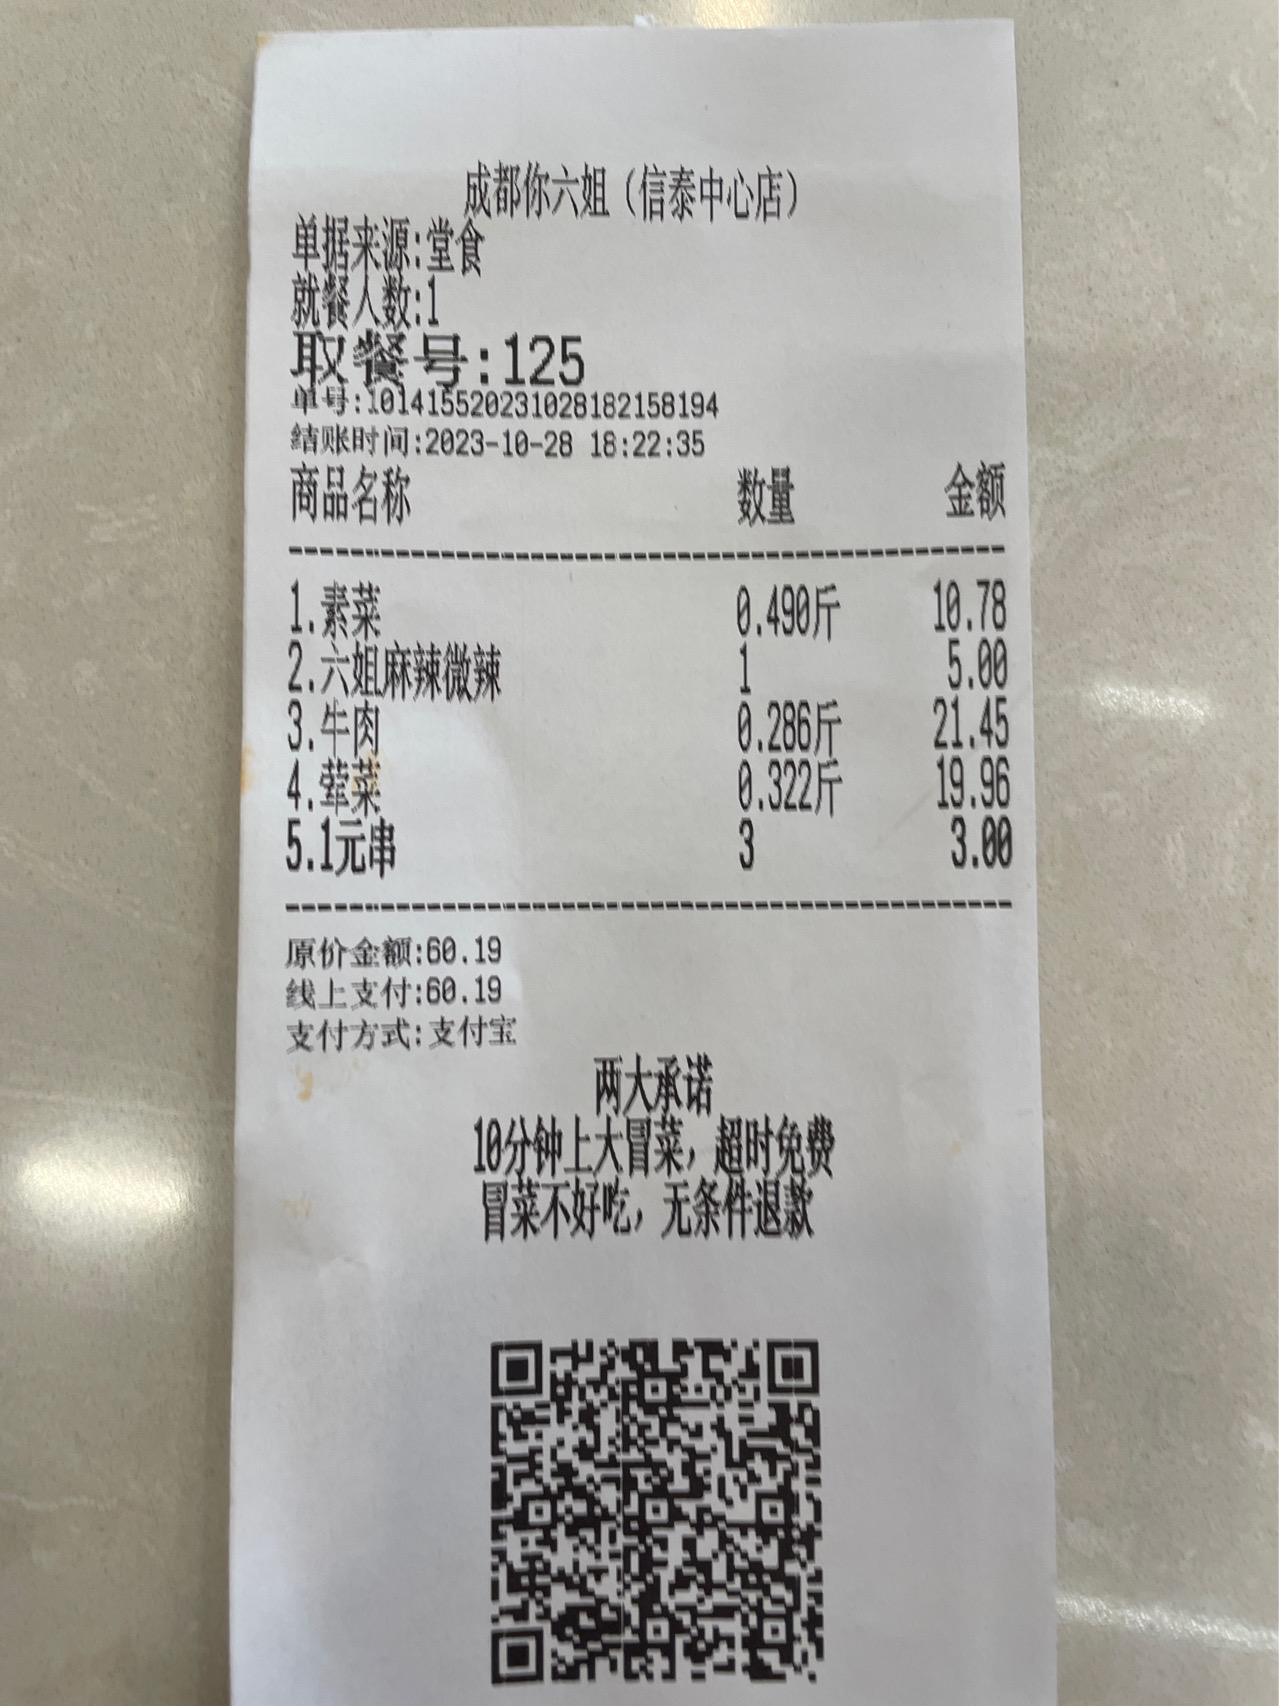 成都你六姐（信泰中心店）
单据来源:堂食
就餐人数:1
取餐号:125
单号:101415520231028182158194
结账时间:2023-10-28 18:22:35
商品名称 数量 金额
1.素菜 0.490斤 10.78
2.六姐麻辣微辣 1 5.00
3.牛肉 0.286斤 21.45
4.荤菜 0.322斤 19.96
5.1元串 3 3.00
原价金额:60.19
线上支付:60.19
支付方式:支付宝
两大承诺
10分钟上大冒菜，超时免费
冒菜不好吃，无条件退款